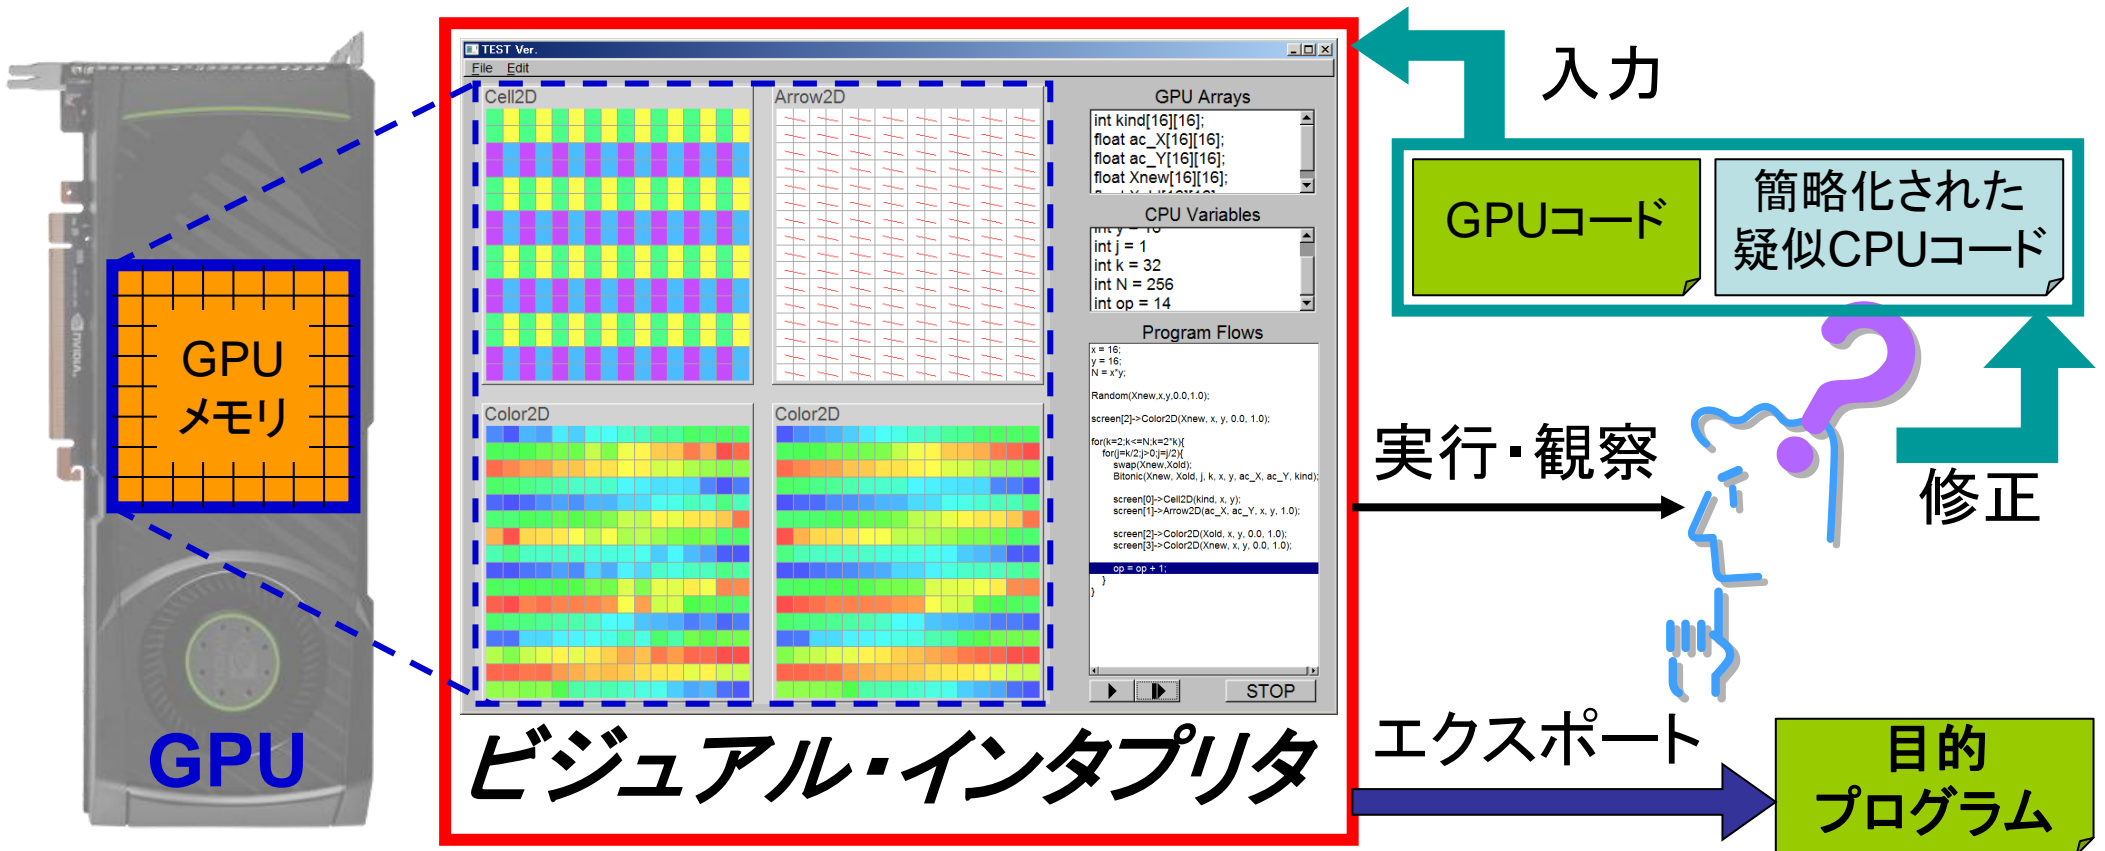 TEST Ver.
File Edit
Cell2D
Arrow2D
Color2D
Color2D
GPU Arrays
int kind[16][16];
float ac_X[16][16];
float ac_Y[16][16];
float Xnew[16][16];
CPU Variables
int y = 16
int j = 1
int k = 32
int N = 256
int op = 14
Program Flows
x = 16;
y = 16;
N = x*y;
Random(Xnew,x,y,0.0,1.0);
screen[2]->Color2D(Xnew, x, y, 0.0, 1.0);
for(k=2;k<=N;k=2*k){
for(j=k/2;j>0;j=j/2){
swap(Xnew,Xold);
Bitonic(Xnew, Xold, j, k, x, y, ac_X, ac_Y, kind);
screen[0]->Cell2D(kind, x, y);
screen[1]->Arrow2D(ac_X, ac_Y, x, y, 1.0);
screen[2]->Color2D(Xold, x, y, 0.0, 1.0);
screen[3]->Color2D(Xnew, x, y, 0.0, 1.0);
op = op + 1;
}
}
STOP
GPU
メモリ
GPU
ビジュアル・インタプリタ
入力
GPUコード
簡略化された
疑似CPUコード
実行・観察
修正
エクスポート
目的
プログラム